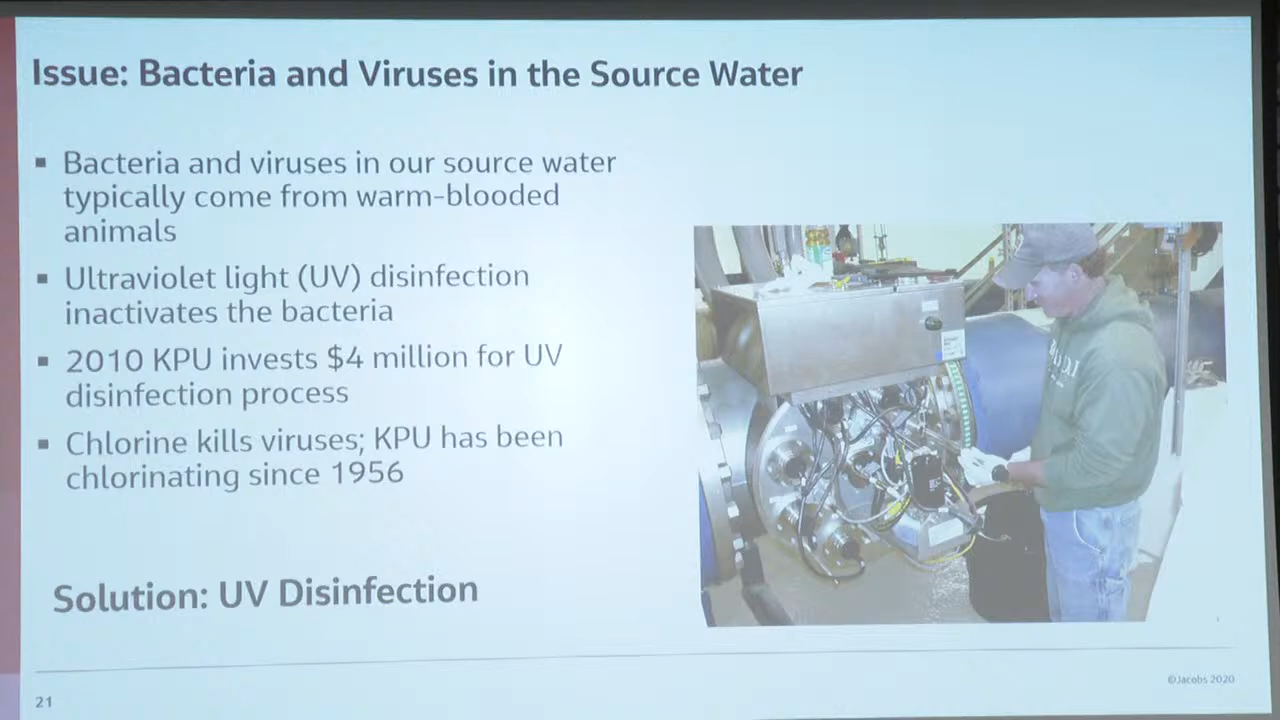 Issue: Bacteria and Viruses in the Source Water
▪ Bacteria and viruses in our source water
typically come from warm-blooded
animals
▪ Ultraviolet light (UV) disinfection
inactivates the bacteria
▪ 2010 KPU invests $4 million for UV
disinfection process
▪ Chlorine kills viruses; KPU has been
chlorinating since 1956
Solution: UV Disinfection
©Jacobs 2020
21